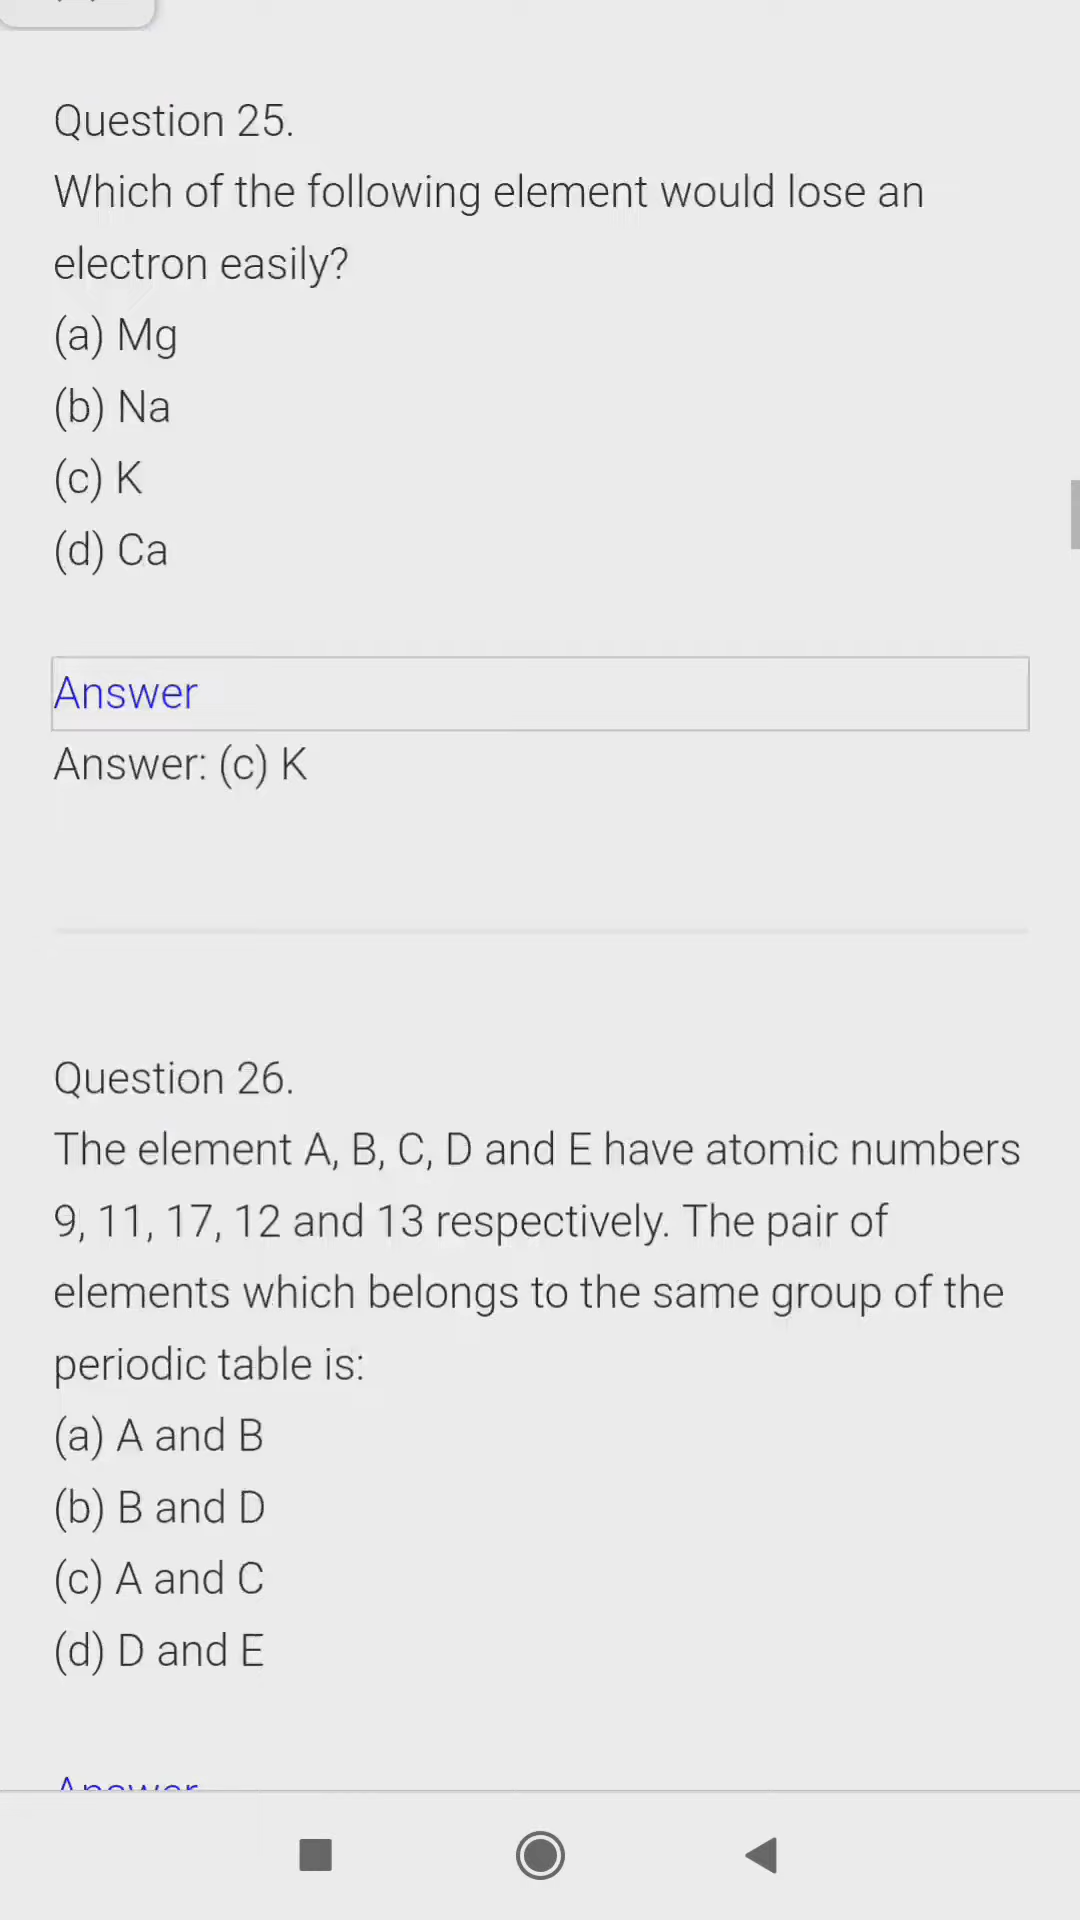 Question 25.
Which of the following element would lose an
electron easily?
(a) Mg
(b) Na
(c) K
(d) Ca
Answer
Answer: (c) K
Question 26.
The element A, B, C, D and E have atomic numbers
9, 11, 17, 12 and 13 respectively. The pair of
elements which belongs to the same group of the
periodic table is:
(a) A and B
(b) B and D
(c) A and C
(d) D and E
Answer